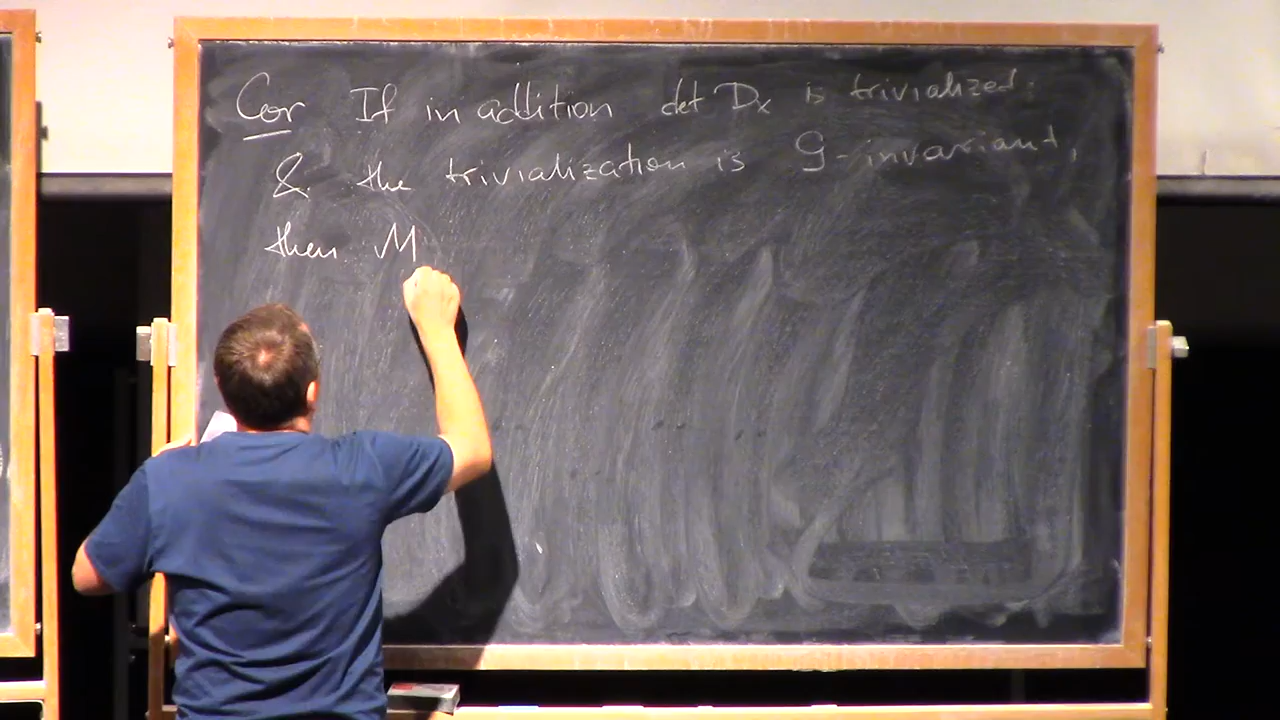 Cor If in addition det Dx is trivialized
& the trivialization is G-invariant,
then M